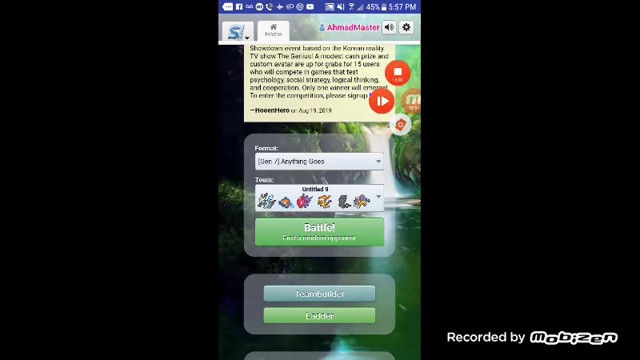 45% 5:57 PM
Home
AhmadMaster
Showdown event based on the Korean reality
TV show The Genius! A modest cash prize and
custom avatar are up for grabs for 15 users
who will compete in games that test
psychology, social strategy, logical thinking,
and cooperation. Only one winner will emerge!
To enter the competition, please signup
—HoeenHero on Aug 19, 2019
Format:
[Gen 7] Anything Goes
Team:
Untitled 9
Battle!
Find a random opponent
Teambuilder
Ladder
Recorded by mobizen